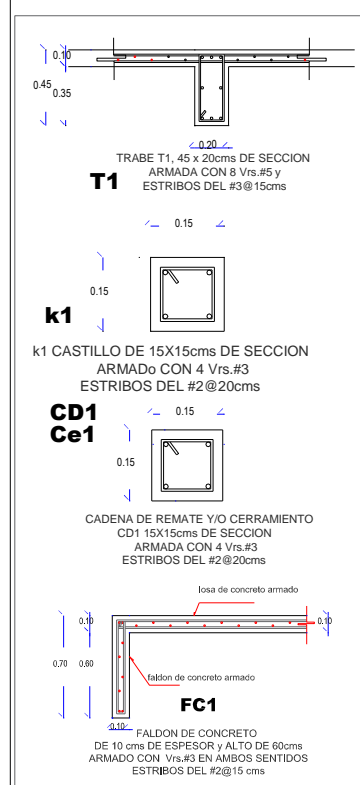 0.10
0.45
0.35
0.20
T1
TRABE T1, 45 x 20cms DE SECCION
ARMADA CON 8 Vrs.#5 y
ESTRIBOS DEL #3@15cms
0.15
0.15
k1
k1 CASTILLO DE 15X15cms DE SECCION
ARMADo CON 4 Vrs.#3
ESTRIBOS DEL #2@20cms
CD1
Ce1
0.15
0.15
CADENA DE REMATE Y/O CERRAMIENTO
CD1 15X15cms DE SECCION
ARMADA CON 4 Vrs.#3
ESTRIBOS DEL #2@20cms
losa de concreto armado
0.10
0.10
0.70
0.60
faldon de concreto armado
FC1
0.10
FALDON DE CONCRETO
DE 10 cms DE ESPESOR y ALTO DE 60cms
ARMADO CON Vrs.#3 EN AMBOS SENTIDOS
ESTRIBOS DEL #2@15 cms